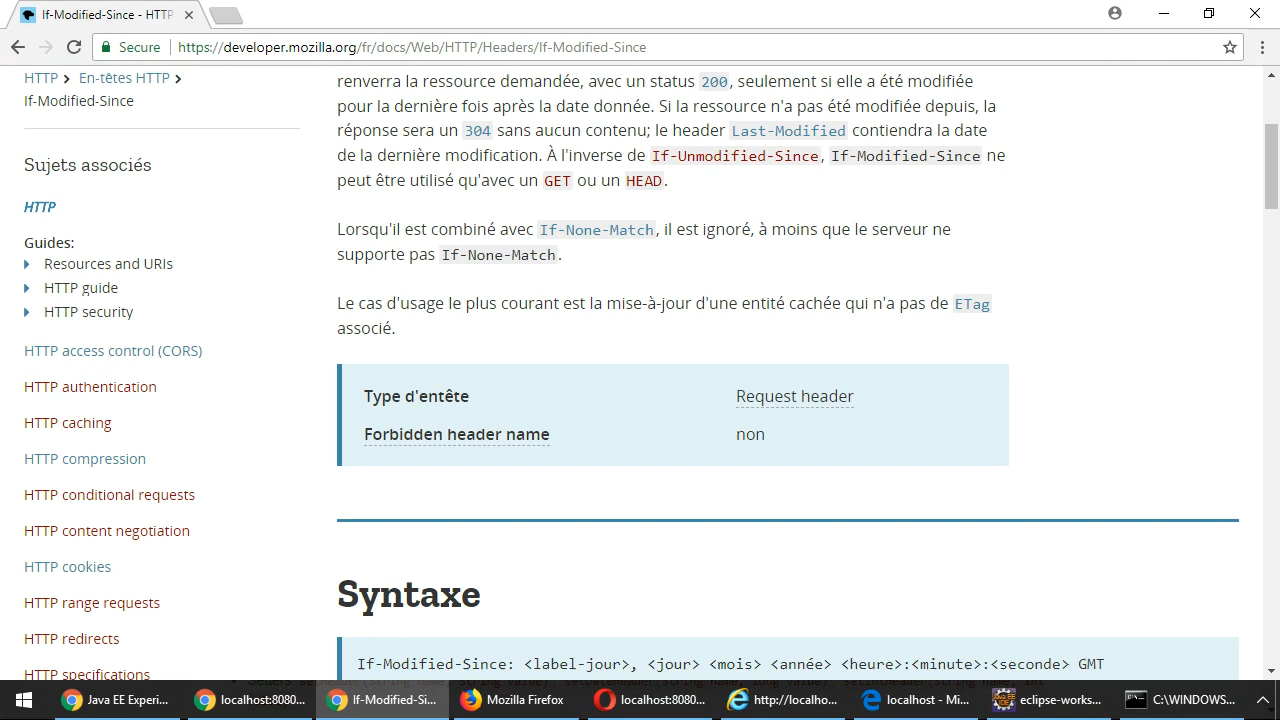 If-Modified-Since - HTTP
Secure
https://developer.mozilla.org/fr/docs/Web/HTTP/Headers/If-Modified-Since
HTTP
En-têtes HTTP
If-Modified-Since
Sujets associés
HTTP
Guides:
Resources and URIs
HTTP guide
HTTP security
HTTP access control (CORS)
HTTP authentication
HTTP caching
HTTP compression
HTTP conditional requests
HTTP content negotiation
HTTP cookies
HTTP range requests
HTTP redirects
HTTP specifications
renverra la ressource demandée, avec un status 200, seulement si elle a été modifiée
pour la dernière fois après la date donnée. Si la ressource n'a pas été modifiée depuis, la
réponse sera un 304 sans aucun contenu; le header Last-Modified contiendra la date
de la dernière modification. À l'inverse de If-Unmodified-Since, If-Modified-Since ne
peut être utilisé qu'avec un GET ou un HEAD.
Lorsqu'il est combiné avec If-None-Match, il est ignoré, à moins que le serveur ne
supporte pas If-None-Match.
Le cas d'usage le plus courant est la mise-à-jour d'une entité cachée qui n'a pas de ETag
associé.
Type d'entête
Request header
Forbidden header name
non
Syntaxe
If-Modified-Since: <label-jour>, <jour> <mois> <année> <heure>:<minute>:<seconde> GMT
Java EE Experi...
localhost:8080...
If-Modified-Si...
Mozilla Firefox
localhost:8080...
http://localho...
localhost - Mi...
eclipse-works...
C:\WINDOWS...